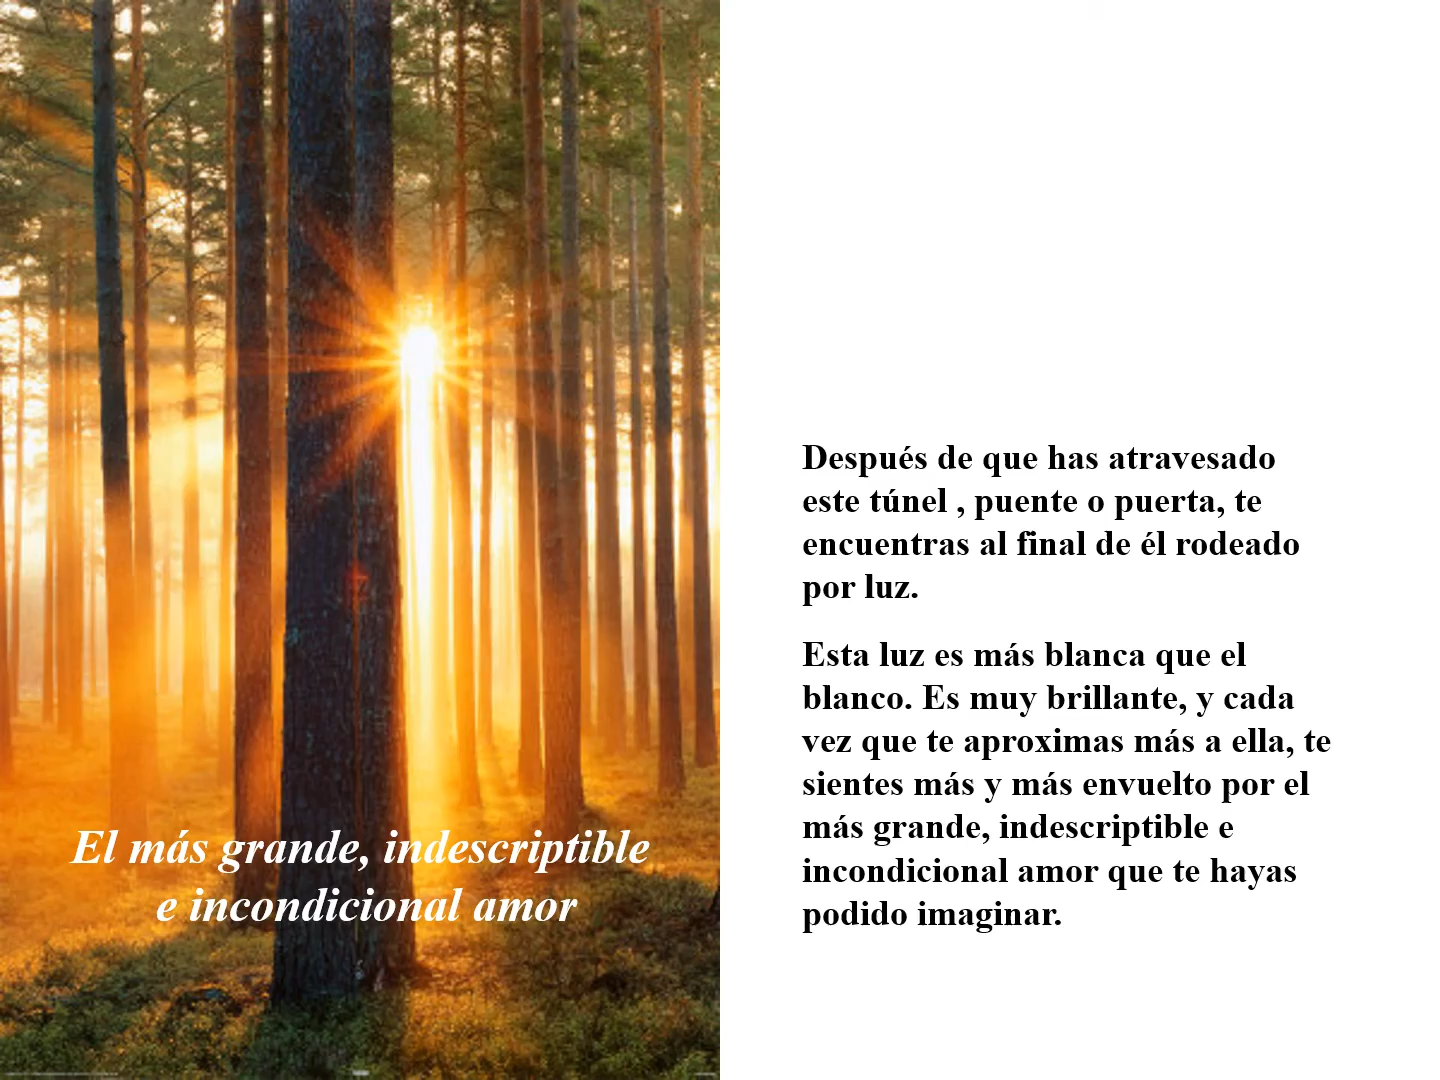 El más grande, indescriptible
e incondicional amor
Después de que has atravesado
este túnel , puente o puerta, te
encuentras al final de él rodeado
por luz.
Esta luz es más blanca que el
blanco. Es muy brillante, y cada
vez que te aproximas más a ella, te
sientes más y más envuelto por el
más grande, indescriptible e
incondicional amor que te hayas
podido imaginar.